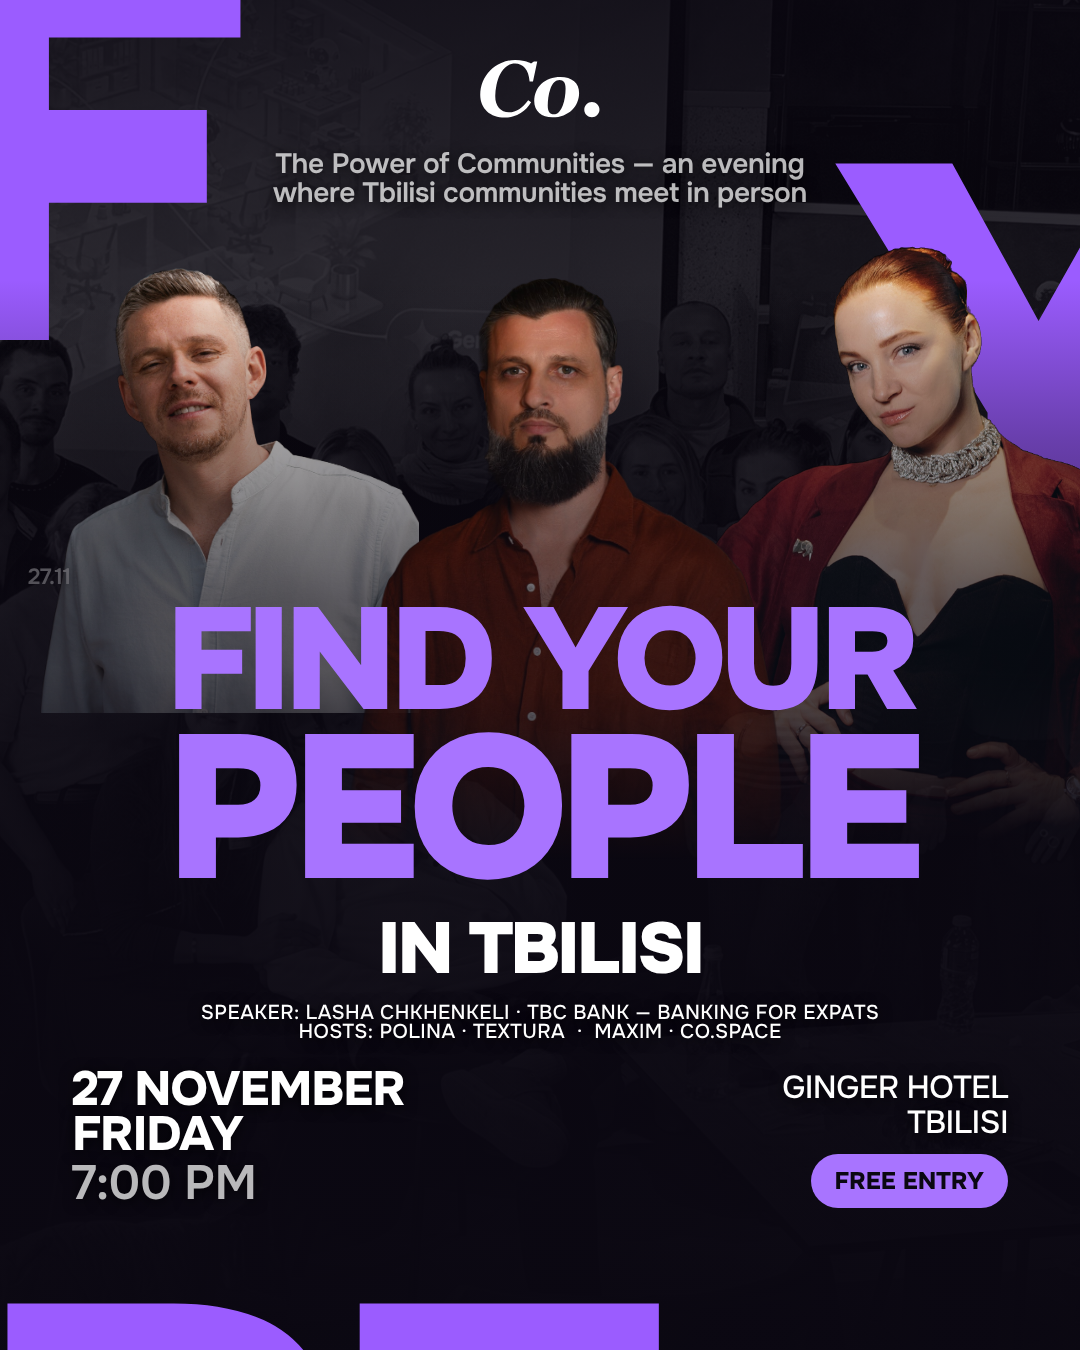 Co.
The Power of Communities — an evening
where Tbilisi communities meet in person
27.11
FIND YOUR
PEOPLE
IN TBILISI
SPEAKER: LASHA CHKHENKELI · TBC BANK — BANKING FOR EXPATS
HOSTS: POLINA · TEXTURA · MAXIM · CO.SPACE
27 NOVEMBER
FRIDAY
7:00 PM
GINGER HOTEL
TBILISI
FREE ENTRY